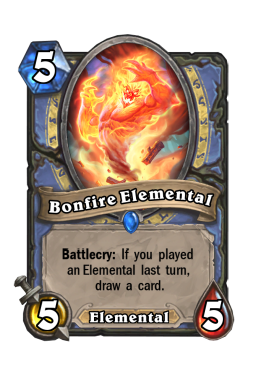 5
Bonfire Elemental
Battlecry: If you played
an Elemental last turn,
draw a card.
5 Elemental 5